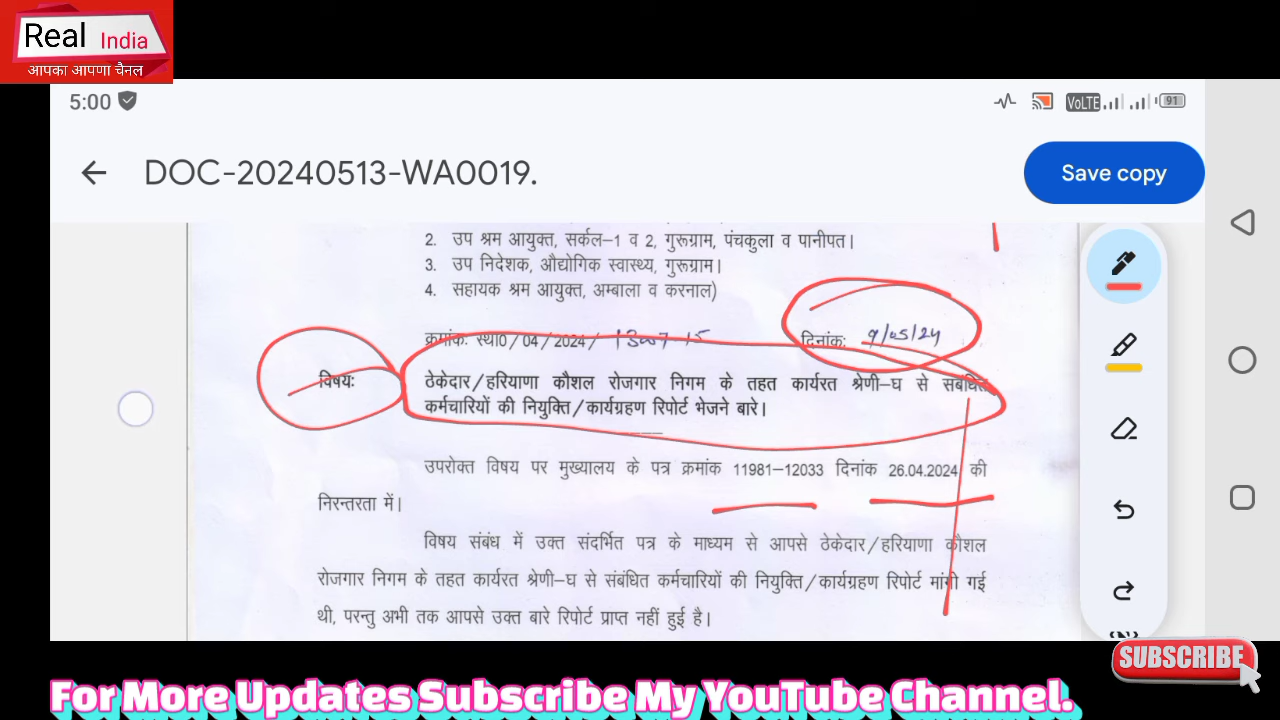 Real India
आपका आपणा चैनल
5:00
VoLTE
91
DOC-20240513-WA0019.
Save copy
2. उप श्रम आयुक्त, सर्कल-1 व 2, गुरूग्राम, पंचकुला व पानीपत।
3. उप निदेशक, औद्योगिक स्वास्थ्य, गुरूग्राम।
4. सहायक श्रम आयुक्त, अम्बाला व करनाल)
क्रमांकः स्था0/04/2024/
दिनांकः 9/05/24
विषयः ठेकेदार/हरियाणा कौशल रोजगार निगम के तहत कार्यरत श्रेणी-घ से संबंधित
कर्मचारियों की नियुक्ति/कार्यग्रहण रिपोर्ट भेजने बारे।
उपरोक्त विषय पर मुख्यालय के पत्र क्रमांक 11981-12033 दिनांक 26.04.2024 की
निरन्तरता में।
विषय संबंध में उक्त संदर्भित पत्र के माध्यम से आपसे ठेकेदार/हरियाणा कौशल
रोजगार निगम के तहत कार्यरत श्रेणी-घ से संबंधित कर्मचारियों की नियुक्ति/कार्यग्रहण रिपोर्ट मांगी गई
थी, परन्तु अभी तक आपसे उक्त बारे रिपोर्ट प्राप्त नहीं हुई है।
SUBSCRIBE
For More Updates Subscribe My YouTube Channel.